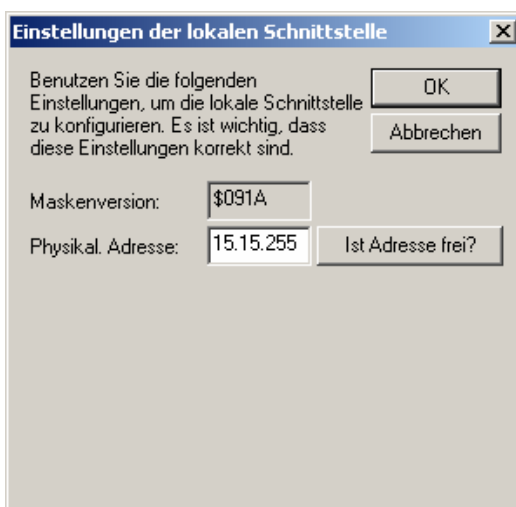 Einstellungen der lokalen Schnittstelle
Benutzen Sie die folgenden
Einstellungen, um die lokale Schnittstelle
zu konfigurieren. Es ist wichtig, dass
diese Einstellungen korrekt sind.
OK
Abbrechen
Maskenversion: $091A
Physikal. Adresse: 15.15.255 Ist Adresse frei?